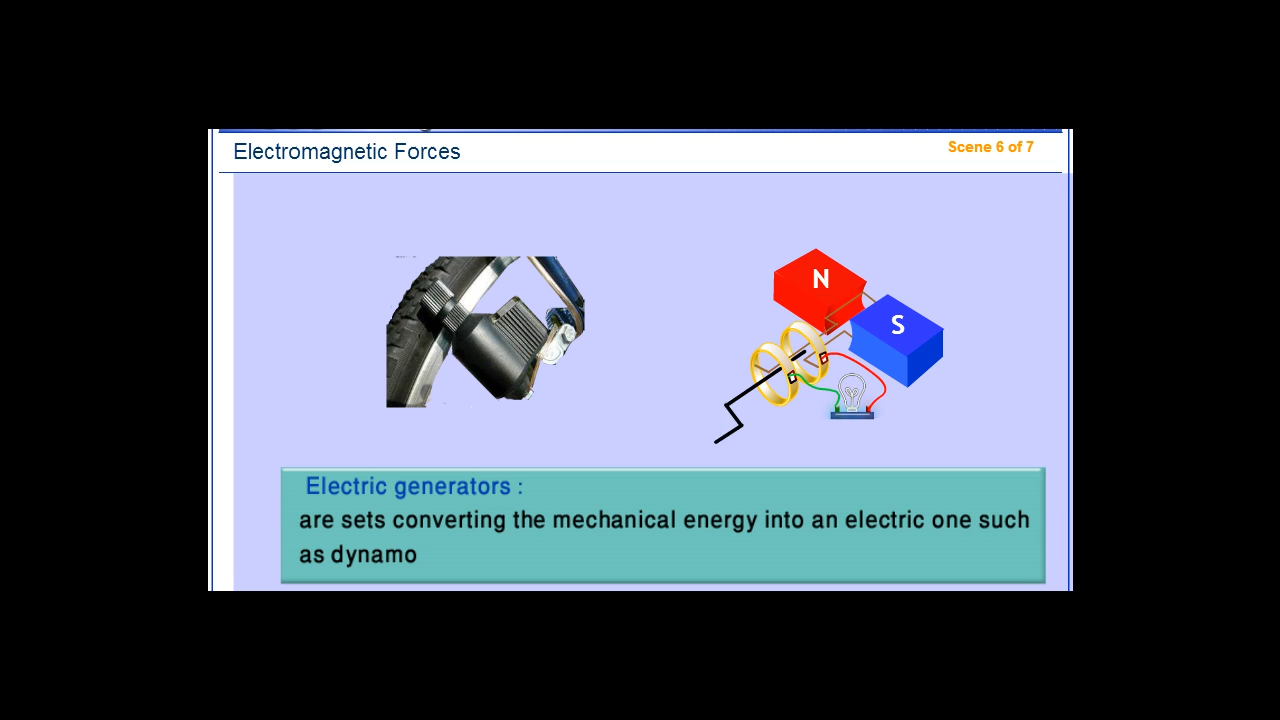 Electromagnetic Forces
Scene 6 of 7
N
S
Electric generators :
are sets converting the mechanical energy into an electric one such
as dynamo